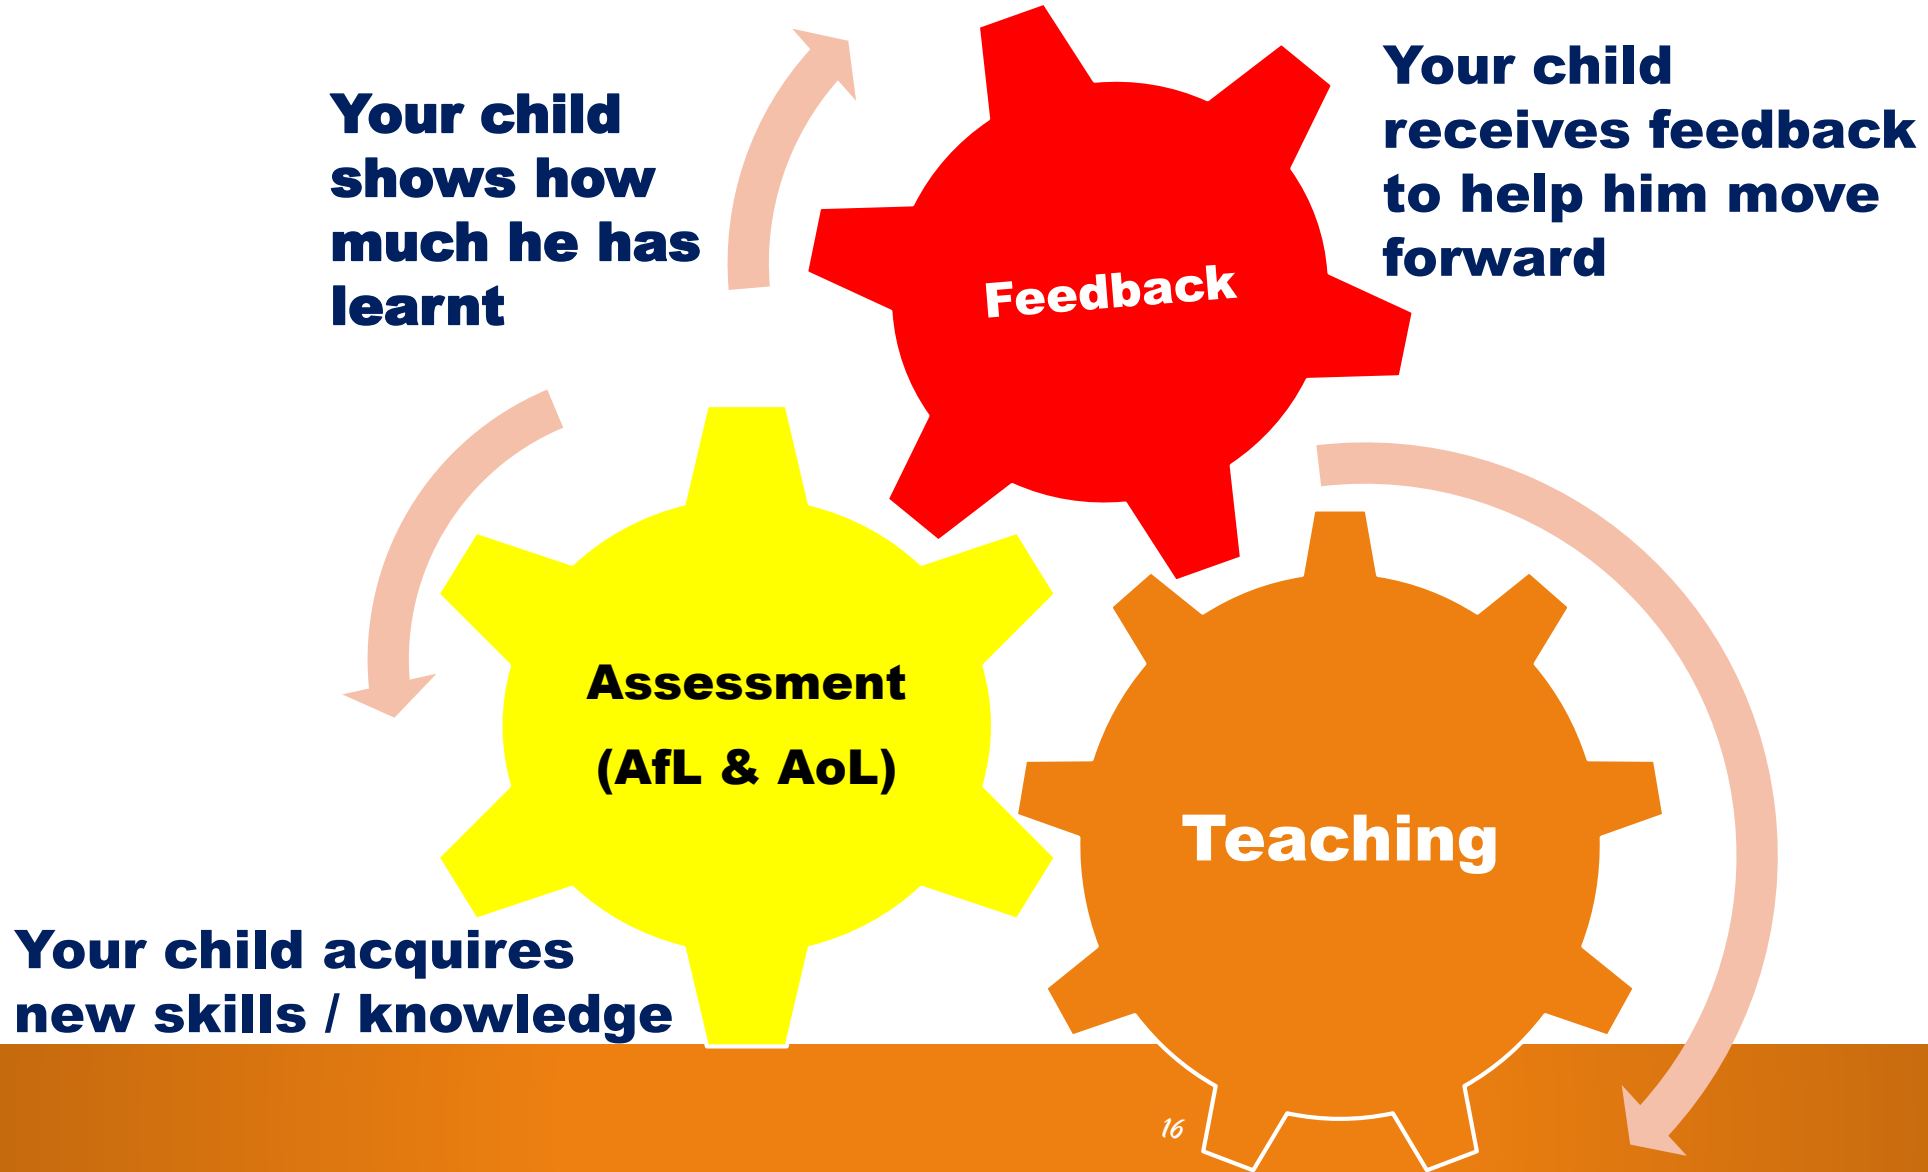 Your child
shows how
much he has
learnt
Your child
receives feedback
to help him move
forward
Feedback
Assessment
(AfL & AoL)
Teaching
Your child acquires
new skills / knowledge
16